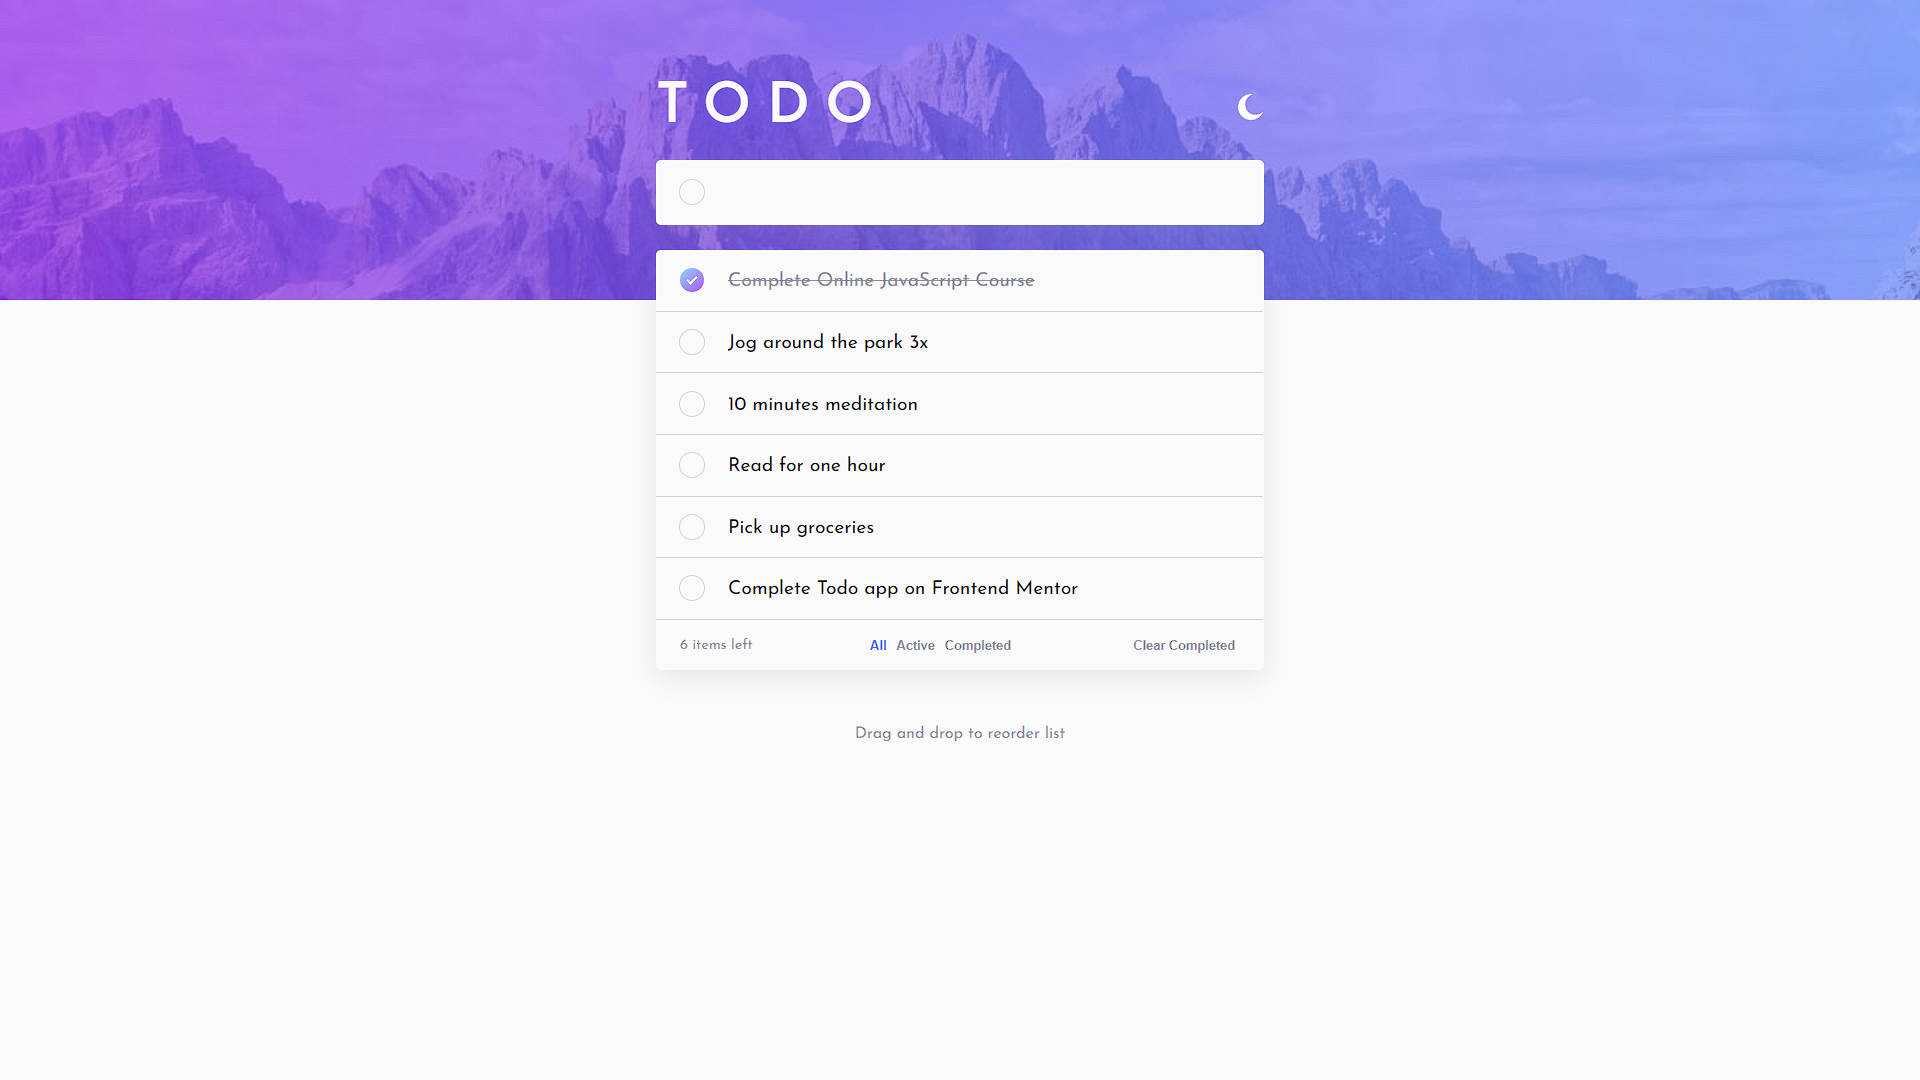 TODO
Complete Online JavaScript Course
Jog around the park 3x
10 minutes meditation
Read for one hour
Pick up groceries
Complete Todo app on Frontend Mentor
6 items left All Active Completed Clear Completed
Drag and drop to reorder list